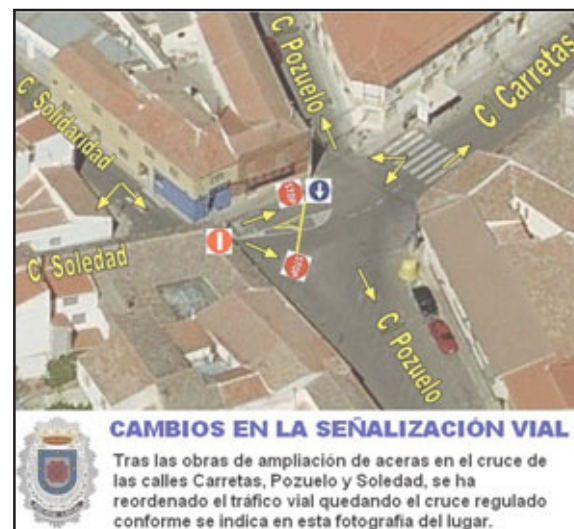 C Pozuelo
C Solidaridad
C Carretas
STOP
C Soledad
STOP
C Pozuelo
CAMBIOS EN LA SEÑALIZACIÓN VIAL
Tras las obras de ampliación de aceras en el cruce de
las calles Carretas, Pozuelo y Soledad, se ha
reordenado el tráfico vial quedando el cruce regulado
conforme se indica en esta fotografía del lugar.